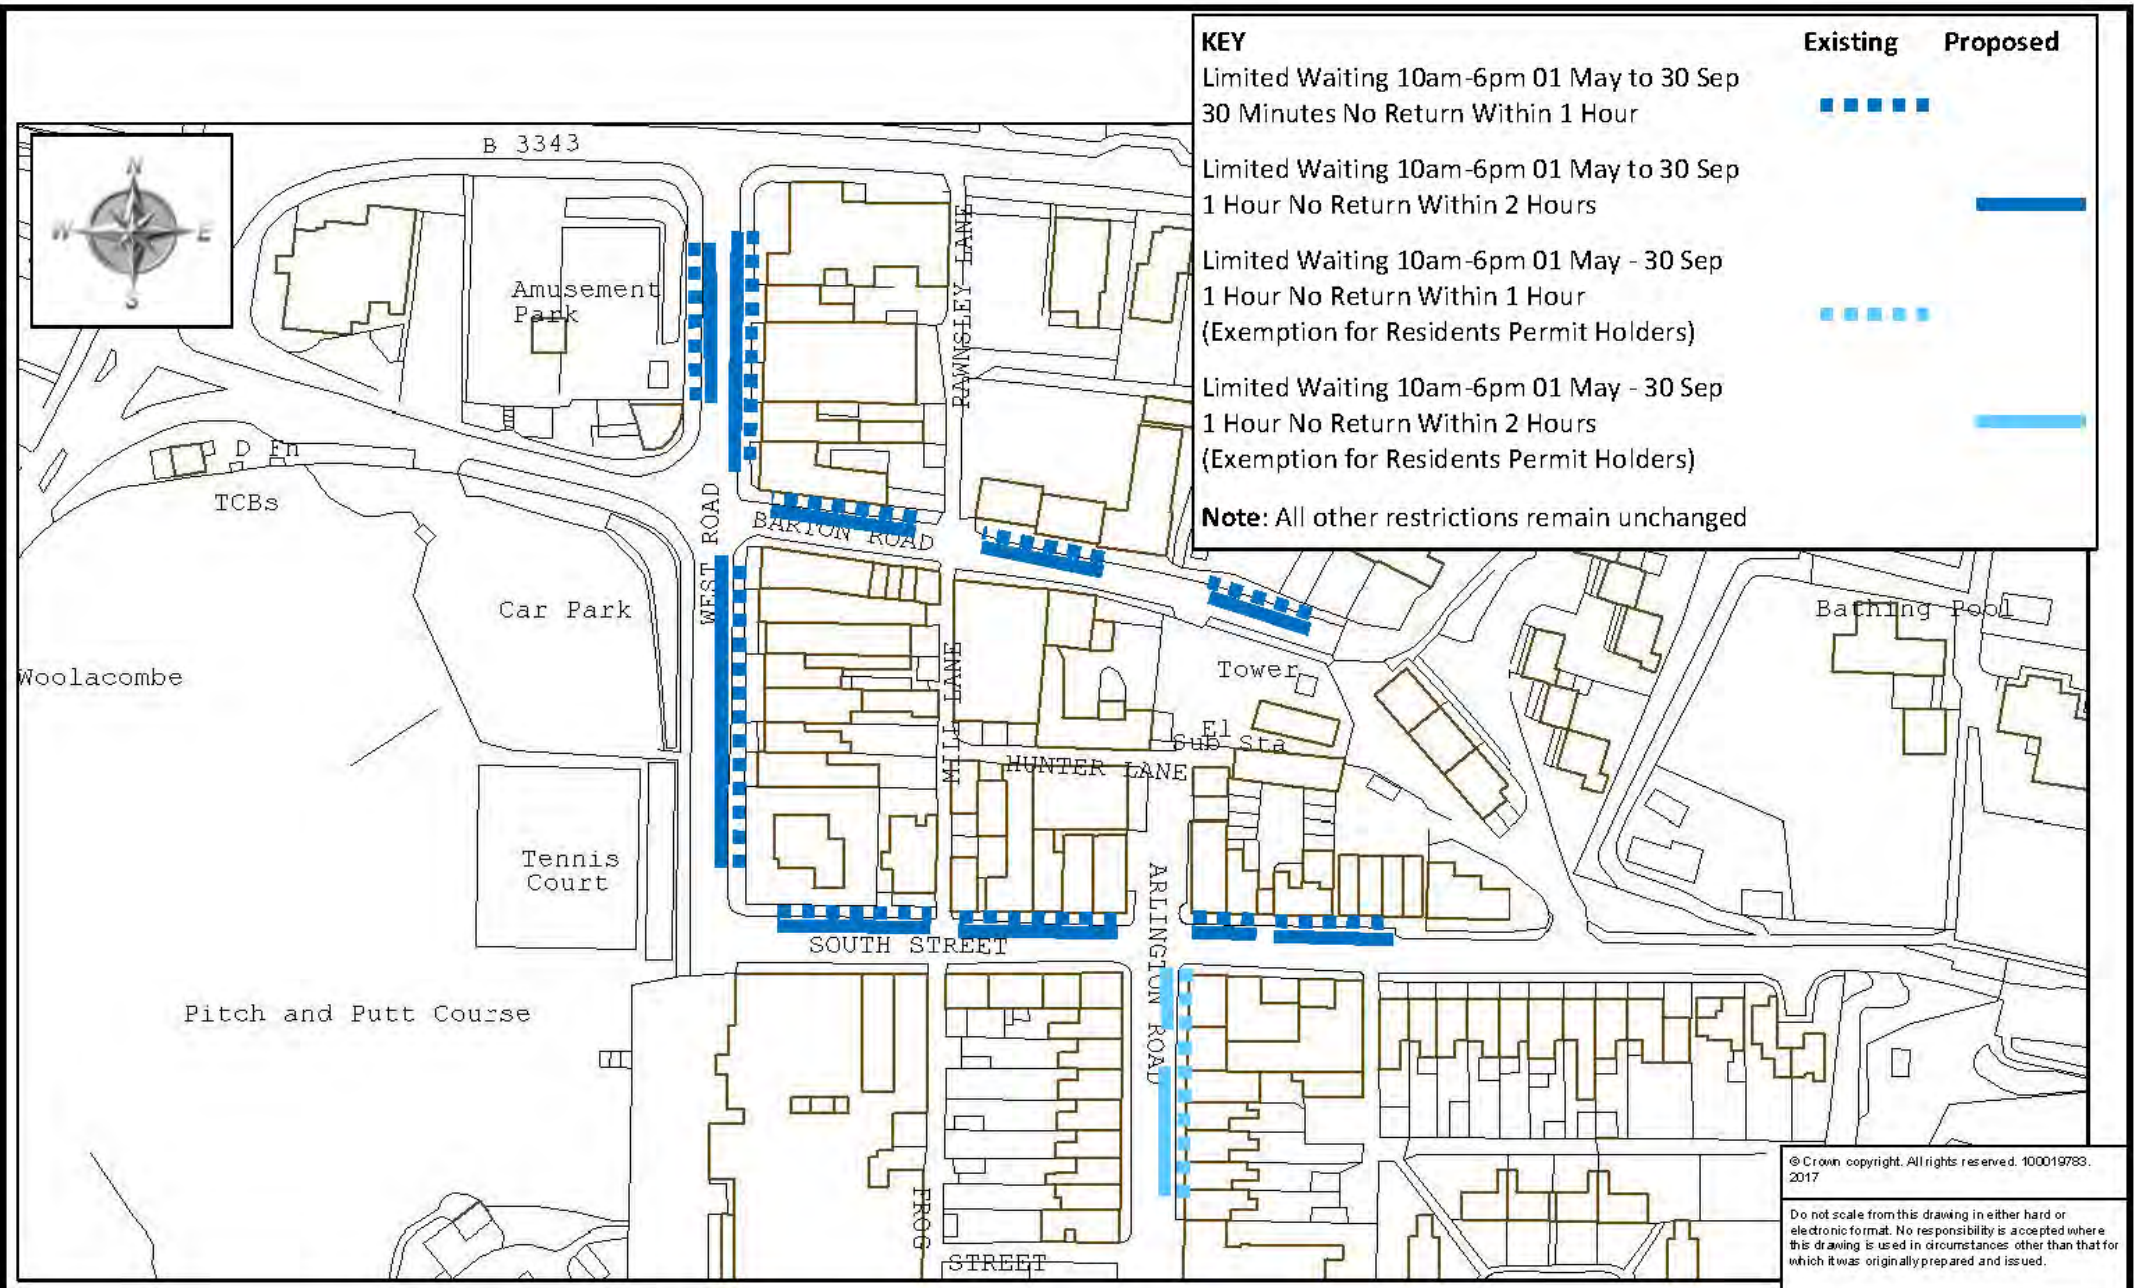 KEY Existing Proposed
Limited Waiting 10am-6pm 01 May to 30 Sep
30 Minutes No Return Within 1 Hour
Limited Waiting 10am-6pm 01 May to 30 Sep
1 Hour No Return Within 2 Hours
Limited Waiting 10am-6pm 01 May - 30 Sep
1 Hour No Return Within 1 Hour
(Exemption for Residents Permit Holders)
Limited Waiting 10am-6pm 01 May - 30 Sep
1 Hour No Return Within 2 Hours
(Exemption for Residents Permit Holders)
Note: All other restrictions remain unchanged
B 3343
N
W E
S
RAWNSLEY LANE
Amusement
Park
D Fn
TCBs
WEST ROAD
BARTON ROAD
Car Park
Bathing Pool
Woolacombe
Tower
MILL LANE
El
Sub Sta
HUNTER LANE
Tennis
Court
ARLINGTON ROAD
SOUTH STREET
Pitch and Putt Course
FROG
STREET
© Crown copyright. All rights reserved. 100019783.
2017
Do not scale from this drawing in either hard or
electronic format. No responsibility is accepted where
this drawing is used in circumstances other than that for
which it was originally prepared and issued.